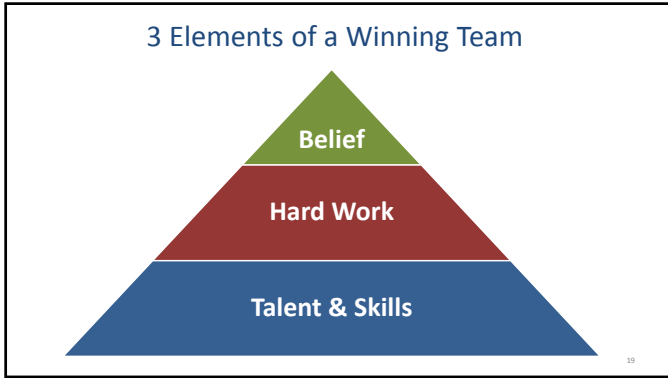 3 Elements of a Winning Team
Belief
Hard Work
Talent & Skills
19